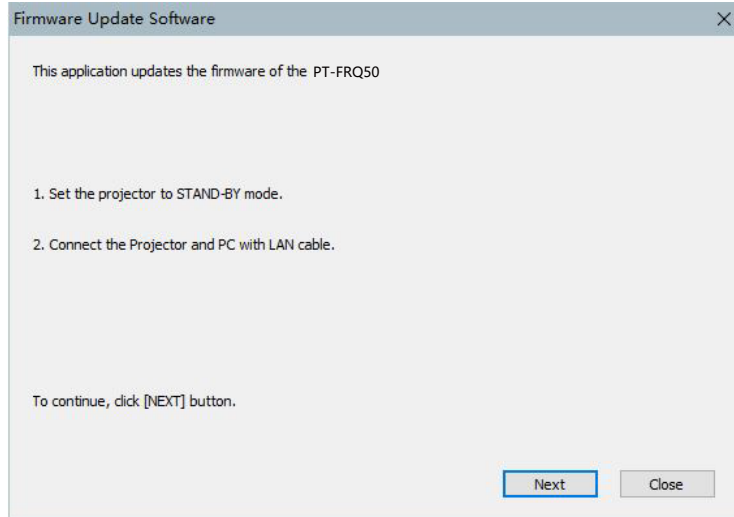 Firmware Update Software
This application updates the firmware of the PT-FRQ50
1. Set the projector to STAND-BY mode.
2. Connect the Projector and PC with LAN cable.
To continue, click [NEXT] button.
Next
Close